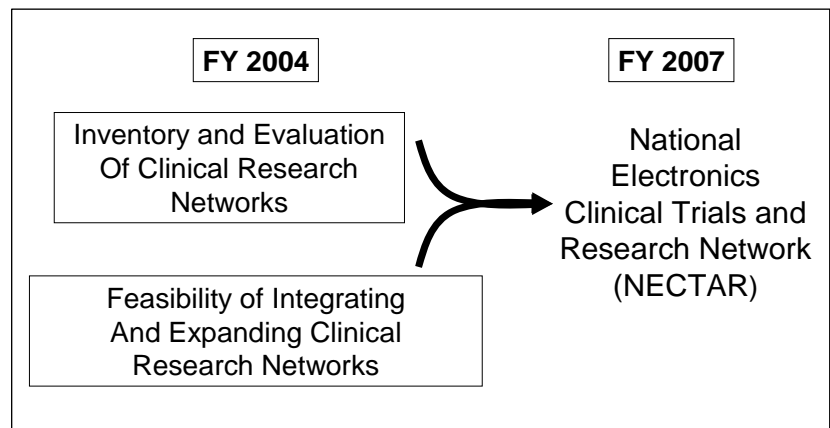 FY 2004
Inventory and Evaluation
Of Clinical Research
Networks
Feasibility of Integrating
And Expanding Clinical
Research Networks
FY 2007
National
Electronics
Clinical Trials and
Research Network
(NECTAR)